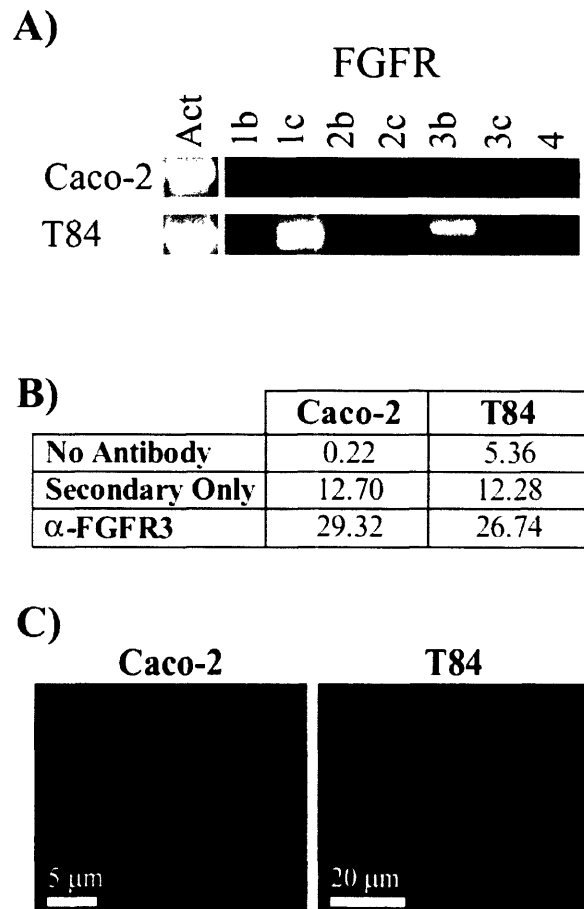 A)
FGFR
Act 1b 1c 2b 2c 3b 3c 4
Caco-2
T84
B)
Caco-2 T84
No Antibody 0.22 5.36
Secondary Only 12.70 12.28
α-FGFR3 29.32 26.74
C)
Caco-2 T84
5 µm 20 µm